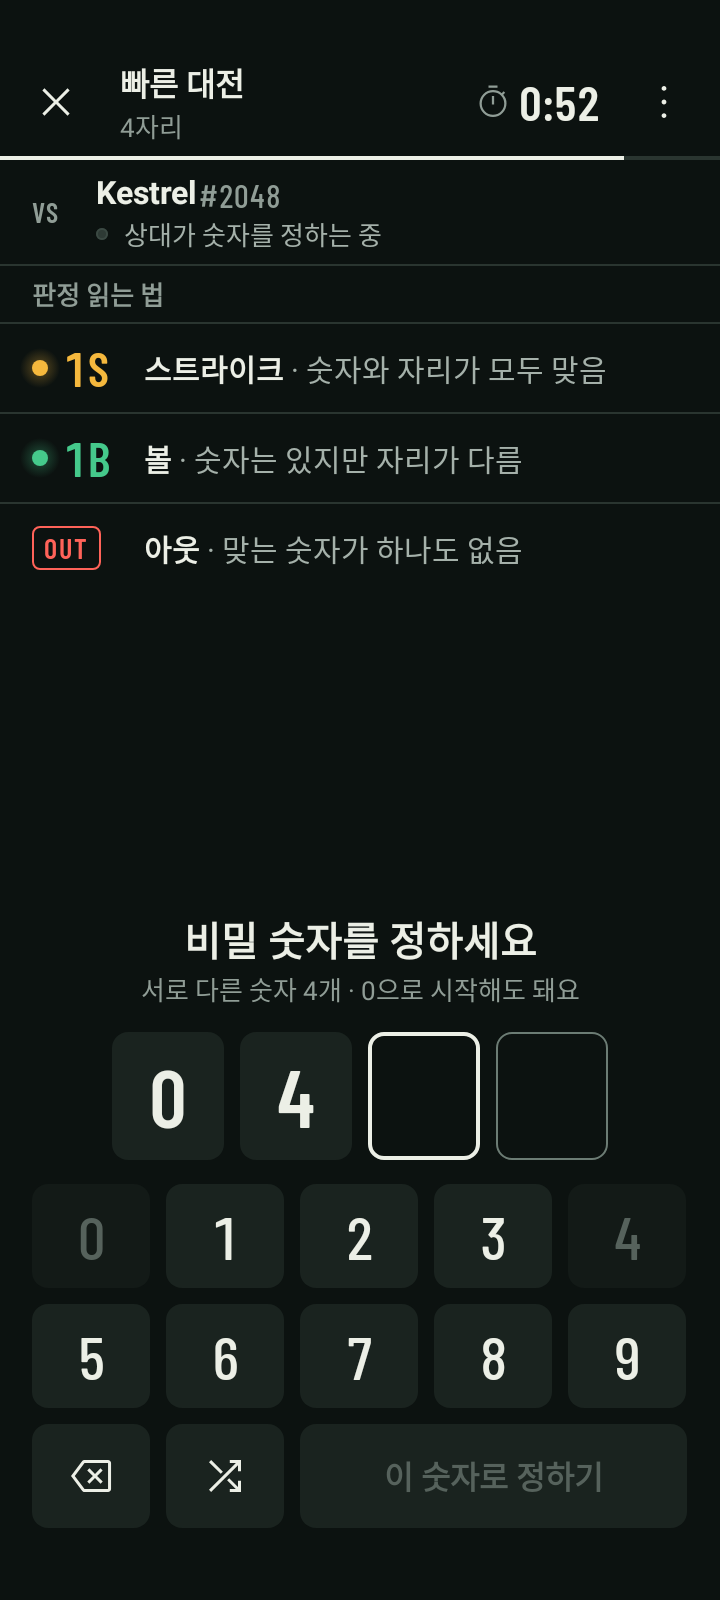 빠른 대전
4자리
0:52
VS
Kestrel#2048
상대가 숫자를 정하는 중
판정 읽는 법
1S 스트라이크 · 숫자와 자리가 모두 맞음
1B 볼 · 숫자는 있지만 자리가 다름
OUT 아웃 · 맞는 숫자가 하나도 없음
비밀 숫자를 정하세요
서로 다른 숫자 4개 · 0으로 시작해도 돼요
0 4
0 1 2 3 4
5 6 7 8 9
이 숫자로 정하기